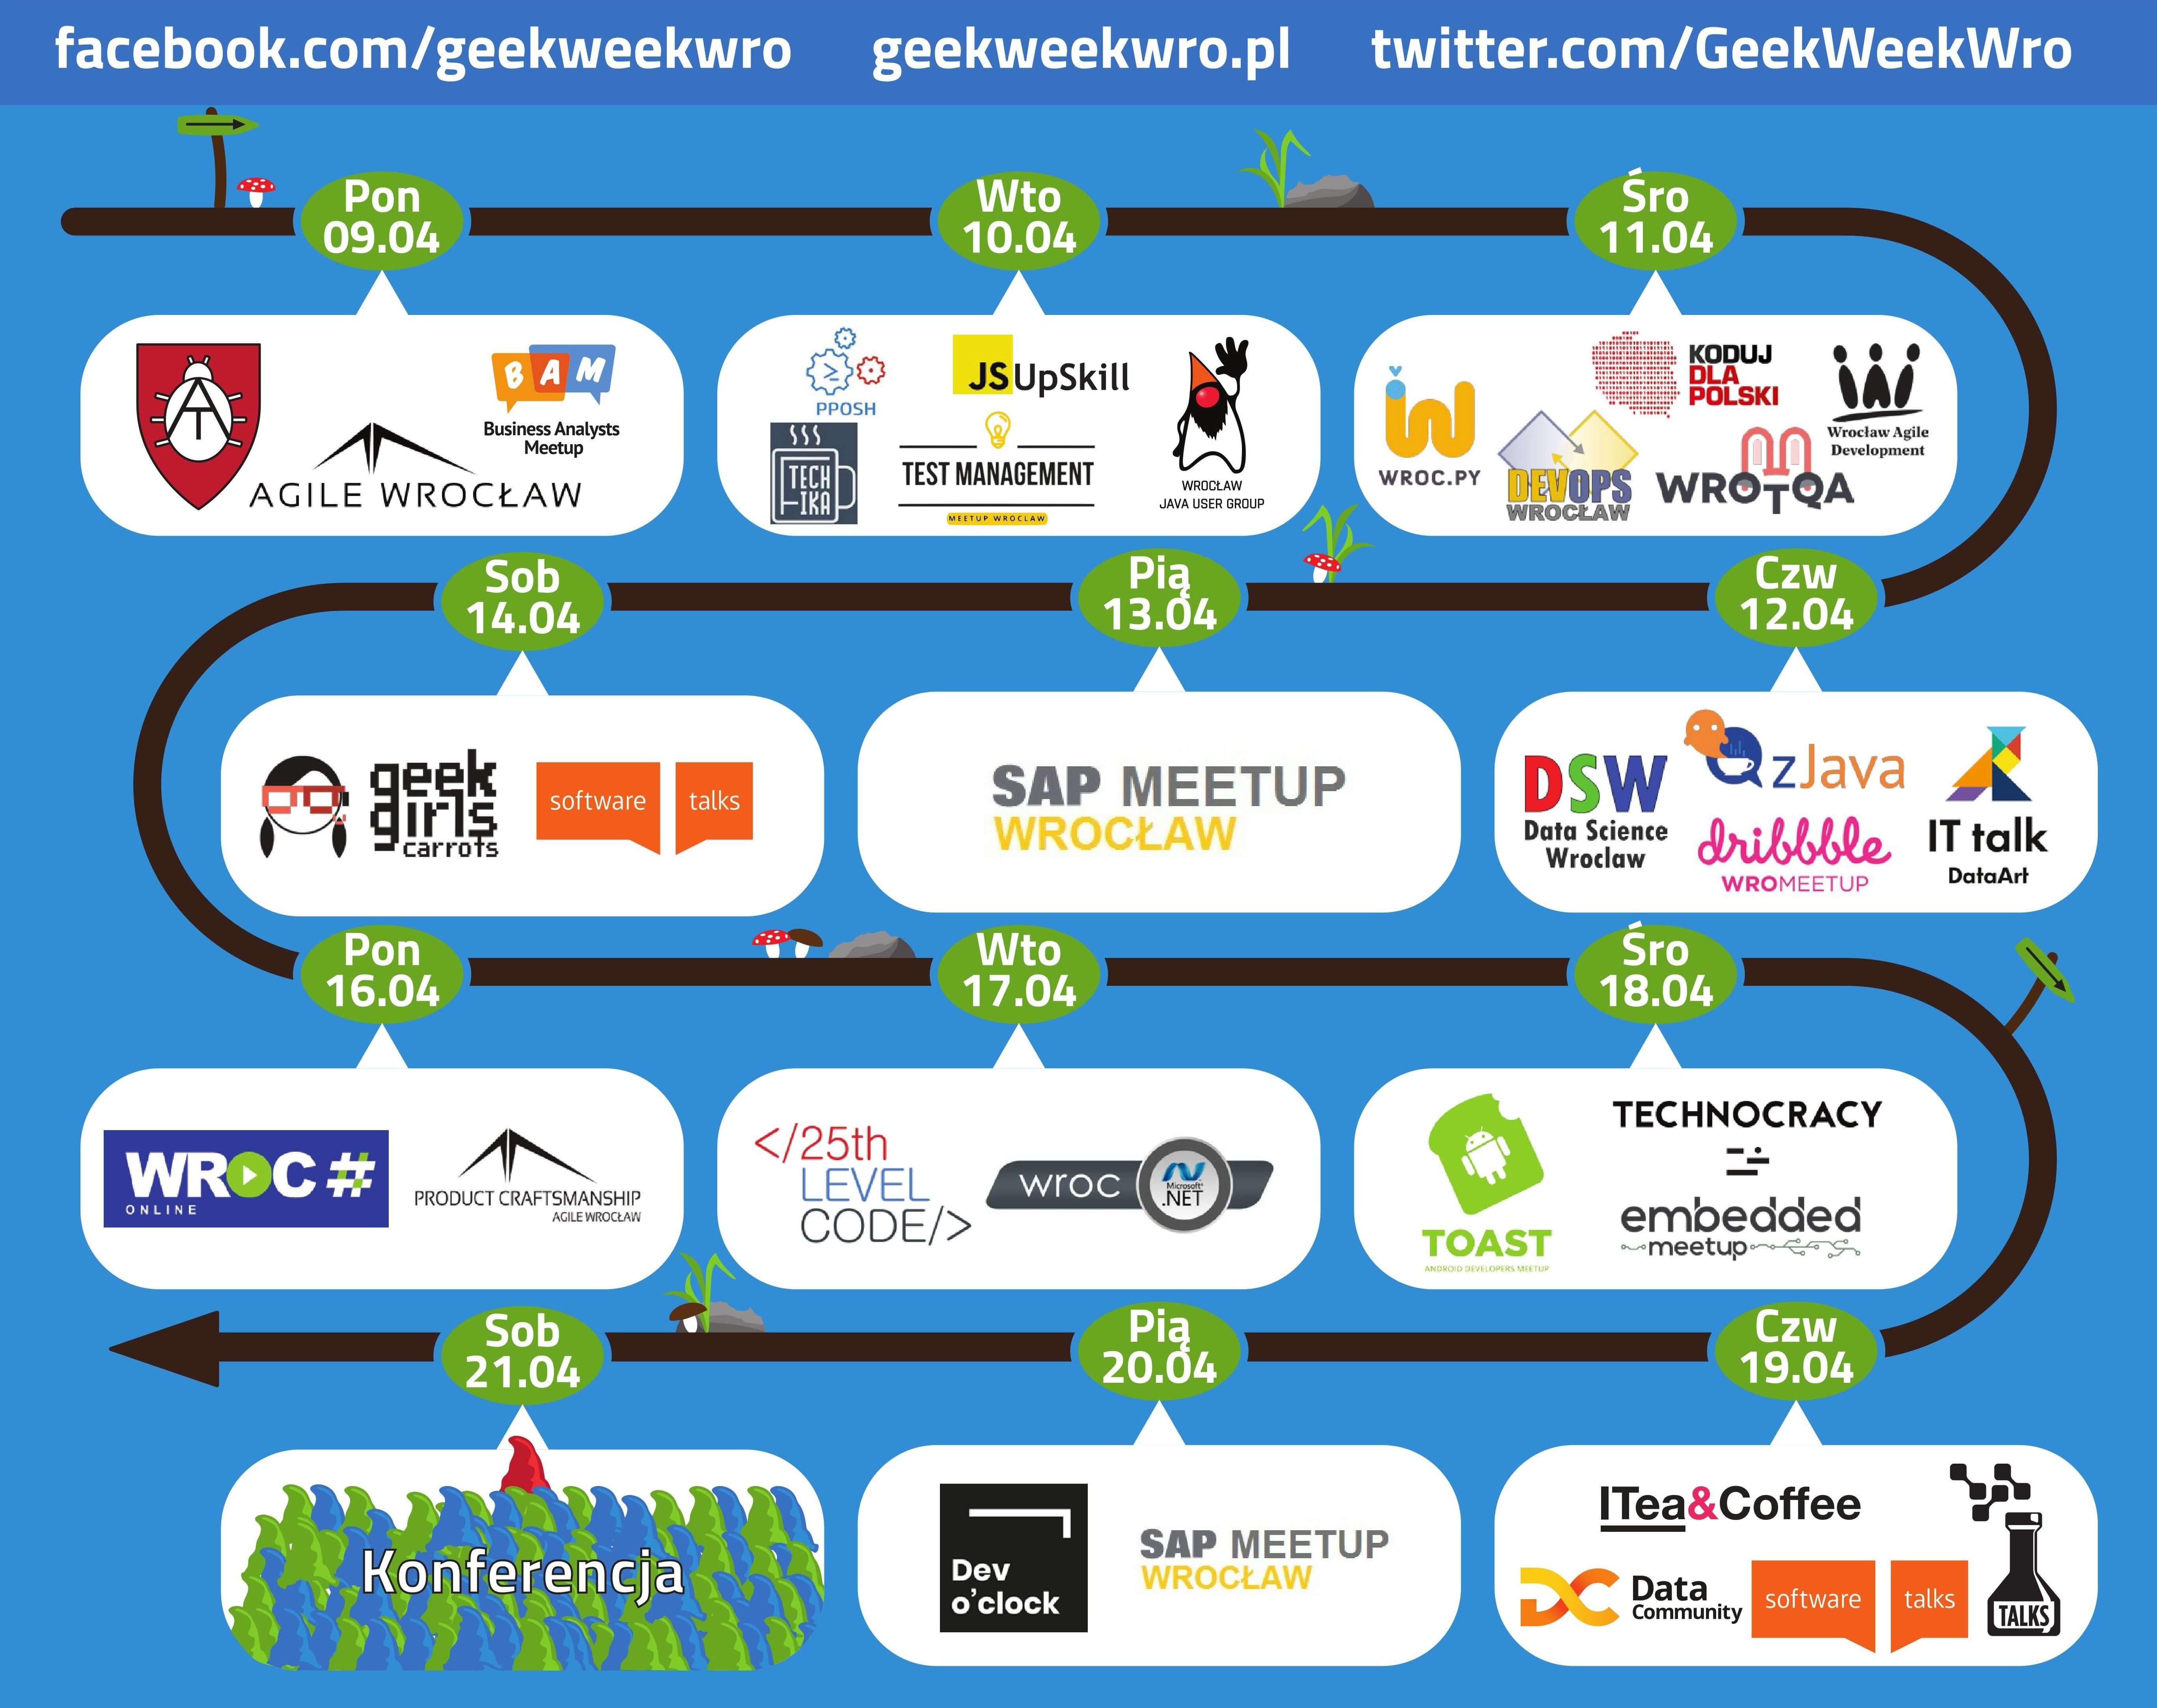 facebook.com/geekweekwro geekweekwro.pl twitter.com/GeekWeekWro
Pon
09.04
AT
BAM
Business Analysts
Meetup
AGILE WROCŁAW
Wto
10.04
PPOSH
JS UpSkill
TECH
IKA
TEST MANAGEMENT
MEETUP WROCLAW
WROCŁAW
JAVA USER GROUP
Śro
11.04
WROC.PY
KODUJ
DLA
POLSKI
Wrocław Agile
Development
DEVOPS
WROCŁAW
WROTQA
Czw
12.04
DSW
Data Science
Wroclaw
zJava
dribbble
WROMEETUP
IT talk
DataArt
Pią
13.04
SAP MEETUP
WROCŁAW
Sob
14.04
geek
girls
carrots
software talks
Pon
16.04
WROC#
ONLINE
PRODUCT CRAFTSMANSHIP
AGILE WROCŁAW
Wto
17.04
</25th
LEVEL
CODE/>
wroc
Microsoft
.NET
Śro
18.04
TOAST
ANDROID DEVELOPERS MEETUP
TECHNOCRACY
embedded
meetup
Czw
19.04
ITea&Coffee
DC
Data
Community
software talks
TALKS
Pią
20.04
Dev
o'clock
SAP MEETUP
WROCŁAW
Sob
21.04
Konferencja